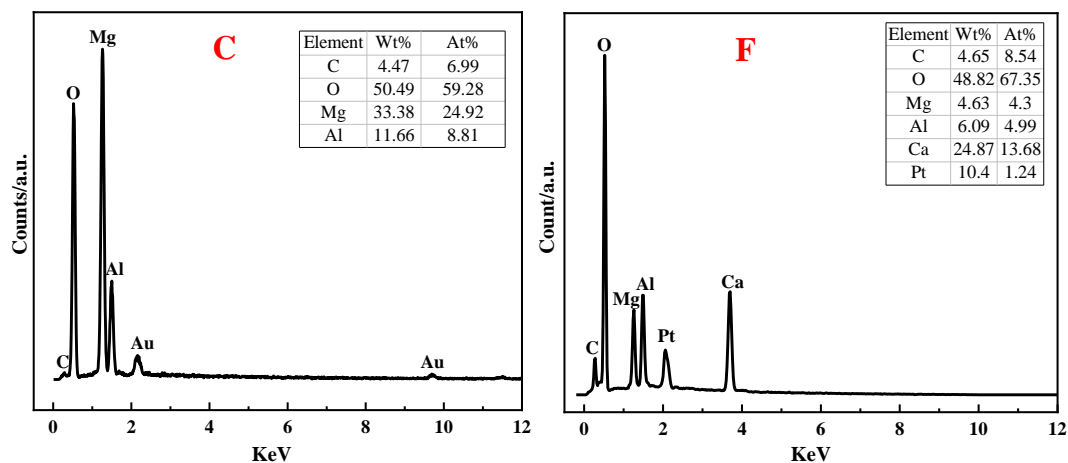 C
Element Wt% At%
C 4.47 6.99
O 50.49 59.28
Mg 33.38 24.92
Al 11.66 8.81
Mg
O
Al
C
Au
Au
Counts/a.u.
0 2 4 6 8 10 12
KeV
F
Element Wt% At%
C 4.65 8.54
O 48.82 67.35
Mg 4.63 4.3
Al 6.09 4.99
Ca 24.87 13.68
Pt 10.4 1.24
O
Mg
Al
Ca
Pt
C
Count/a.u.
0 2 4 6 8 10 12
KeV